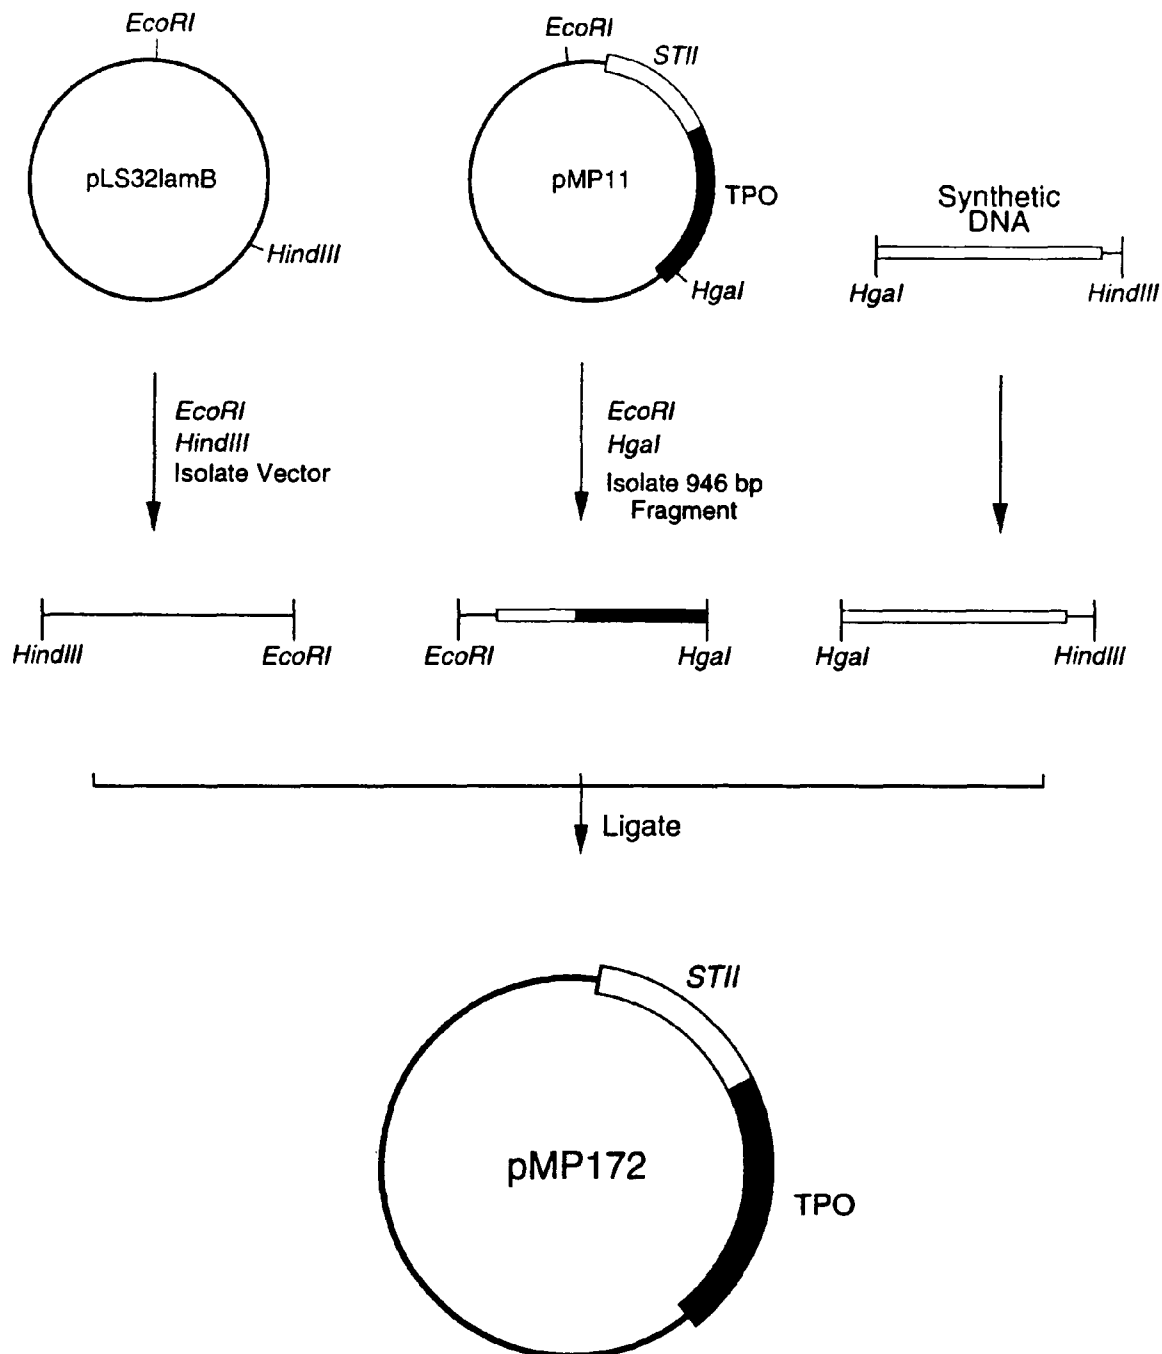 EcoRI
pLS32lamB
HindIII
EcoRI
STII
pMP11
TPO
HgaI
Synthetic
DNA
HgaI
HindIII
EcoRI
HindIII
Isolate Vector
EcoRI
HgaI
Isolate 946 bp
Fragment
HindIII
EcoRI
EcoRI
HgaI
HgaI
HindIII
Ligate
STII
pMP172
TPO